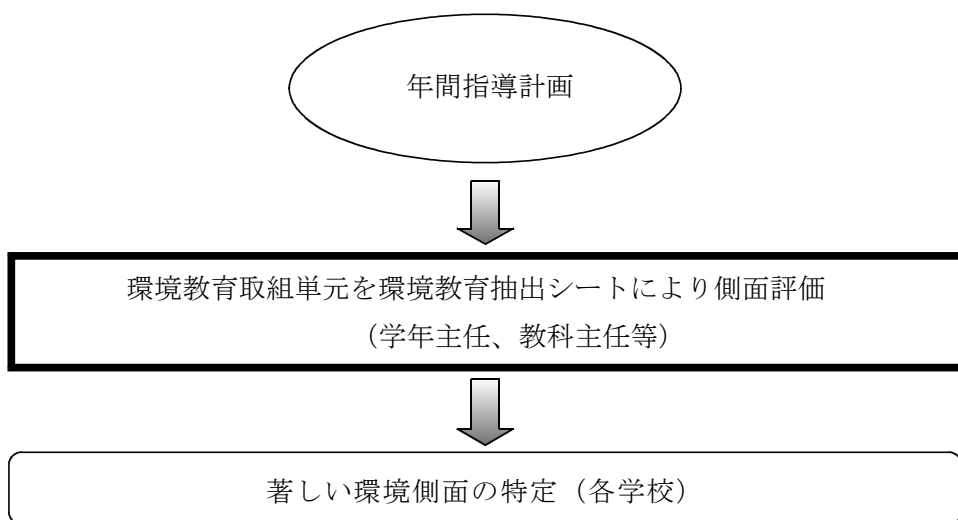 年間指導計画
環境教育取組単元を環境教育抽出シートにより側面評価
（学年主任、教科主任等）
著しい環境側面の特定（各学校）